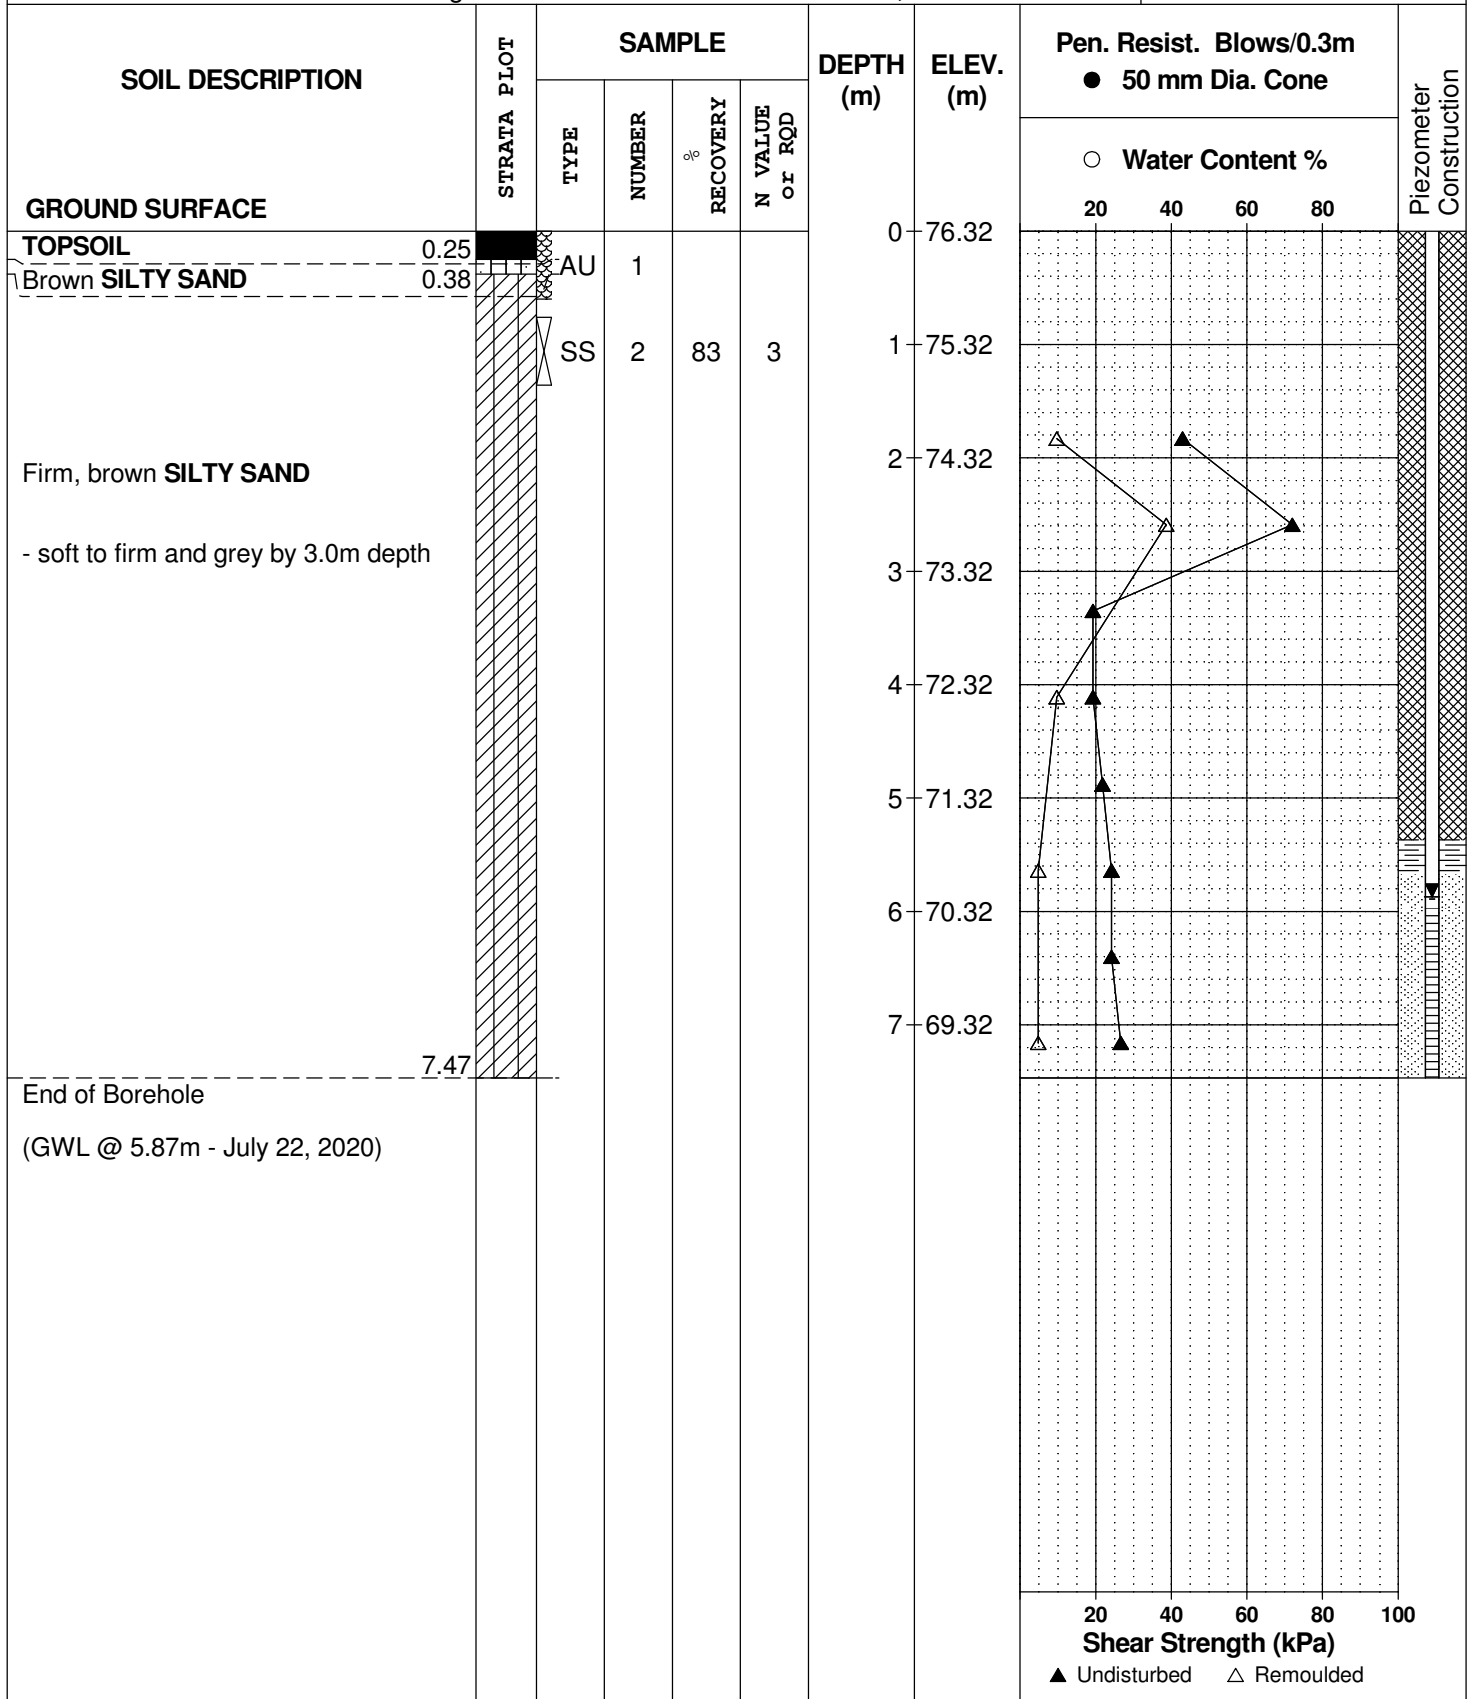 SOIL DESCRIPTION
GROUND SURFACE
STRATA PLOT
SAMPLE
TYPE
NUMBER
%
RECOVERY
N VALUE
or RQD
DEPTH
(m)
ELEV.
(m)
Pen. Resist. Blows/0.3m
● 50 mm Dia. Cone
○ Water Content %
20 40 60 80
Piezometer
Construction
0 76.32
TOPSOIL 0.25
AU 1
Brown SILTY SAND 0.38
SS 2 83 3
1 75.32
2 74.32
Firm, brown SILTY SAND
- soft to firm and grey by 3.0m depth
3 73.32
4 72.32
5 71.32
6 70.32
7 69.32
7.47
End of Borehole
(GWL @ 5.87m - July 22, 2020)
20 40 60 80 100
Shear Strength (kPa)
▲ Undisturbed △ Remoulded